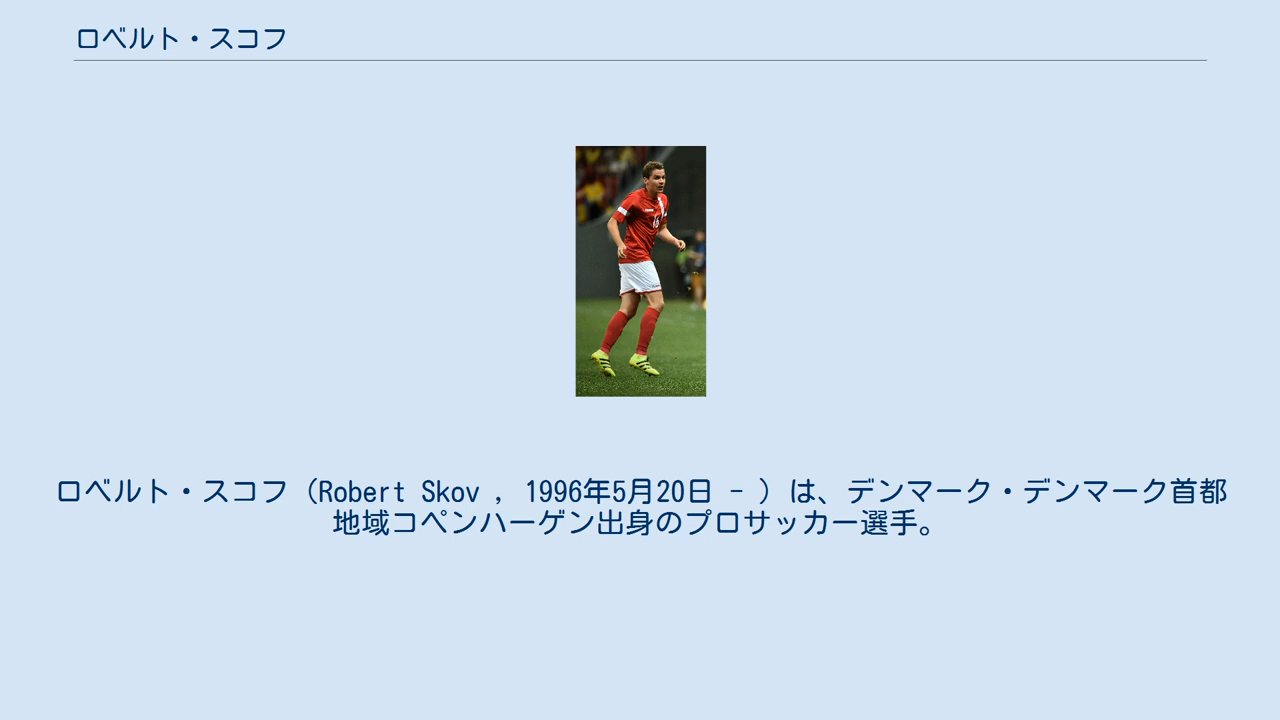 ロベルト・スコフ
ロベルト・スコフ（Robert Skov , 1996年5月20日 - ）は、デンマーク・デンマーク首都
地域コペンハーゲン出身のプロサッカー選手。